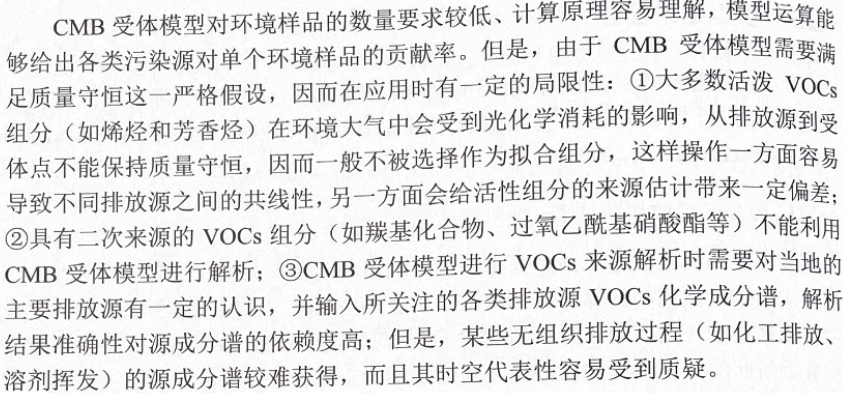 CMB 受体模型对环境样品的数量要求较低、计算原理容易理解，模型运算能
够给出各类污染源对单个环境样品的贡献率。但是，由于 CMB 受体模型需要满
足质量守恒这一严格假设，因而在应用时有一定的局限性：①大多数活泼 VOCs
组分（如烯烃和芳香烃）在环境大气中会受到光化学消耗的影响，从排放源到受
体点不能保持质量守恒，因而一般不被选择作为拟合组分，这样操作一方面容易
导致不同排放源之间的共线性，另一方面会给活性组分的来源估计带来一定偏差；
②具有二次来源的 VOCs 组分（如羰基化合物、过氧乙酰基硝酸酯等）不能利用
CMB 受体模型进行解析；③CMB 受体模型进行 VOCs 来源解析时需要对当地的
主要排放源有一定的认识，并输入所关注的各类排放源 VOCs 化学成分谱，解析
结果准确性对源成分谱的依赖度高；但是，某些无组织排放过程（如化工排放、
溶剂挥发）的源成分谱较难获得，而且其时空代表性容易受到质疑。